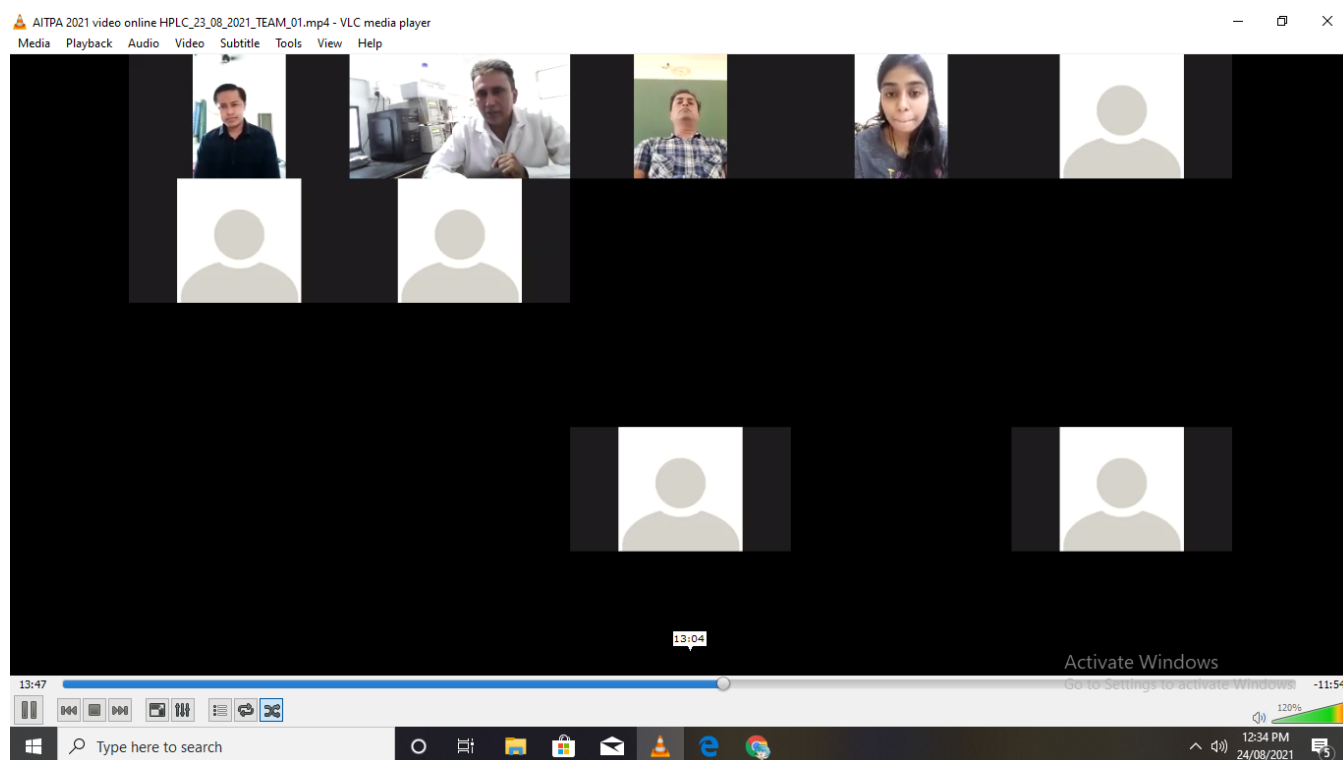 AITPA 2021 video online HPLC_23_08_2021_TEAM_01.mp4 - VLC media player
Media Playback Audio Video Subtitle Tools View Help
13:04
Activate Windows
Go to Settings to activate Windows.
13:47
-11:54
120%
Type here to search
12:34 PM
24/08/2021
5